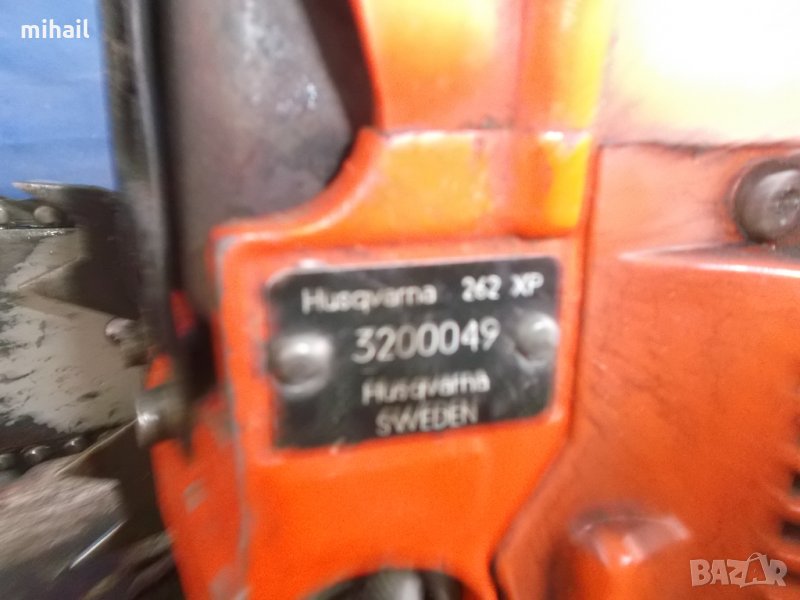 mihail
Husqvarna 262 XP
3200049
Husqvarna
SWEDEN
BAZAR